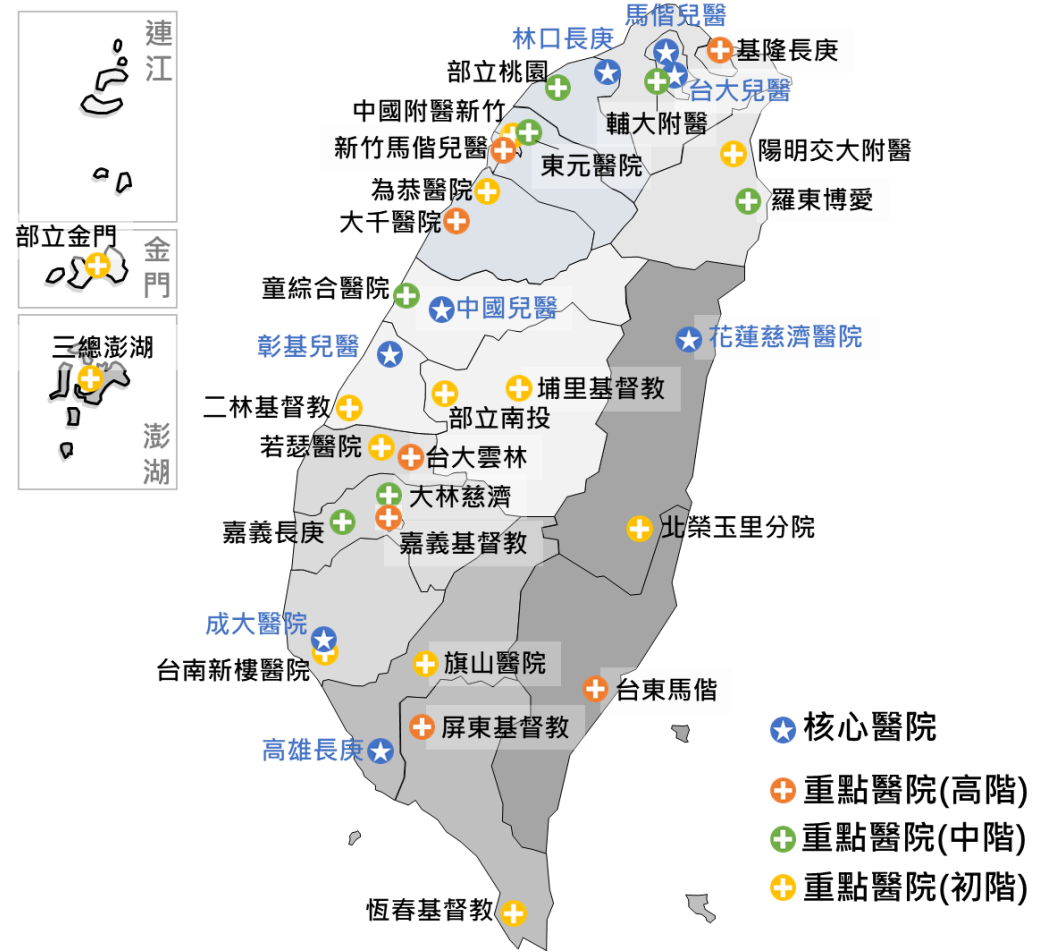 連江
馬偕兒醫
林口長庚
基隆長庚
部立桃園
台大兒醫
中國附醫新竹
輔大附醫
新竹馬偕兒醫
陽明交大附醫
東元醫院
為恭醫院
羅東博愛
大千醫院
部立金門
金門
童綜合醫院
中國兒醫
花蓮慈濟醫院
三總澎湖
彰基兒醫
埔里基督教
二林基督教
部立南投
澎湖
若瑟醫院
台大雲林
大林慈濟
嘉義長庚
北榮玉里分院
嘉義基督教
成大醫院
台南新樓醫院
旗山醫院
台東馬偕
屏東基督教
高雄長庚
核心醫院
重點醫院(高階)
重點醫院(中階)
重點醫院(初階)
恆春基督教